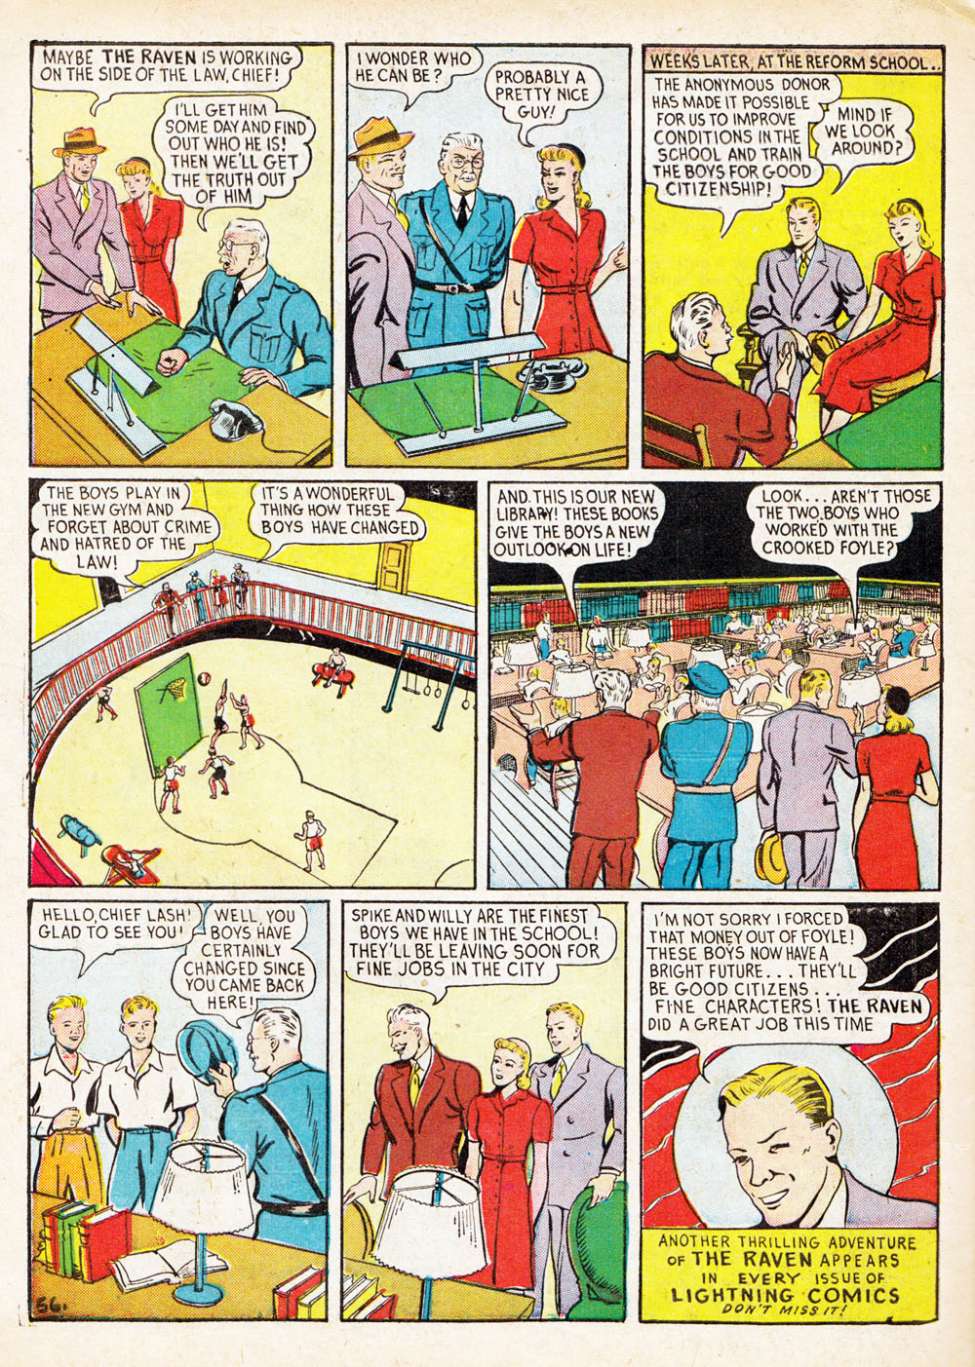 MAYBE THE RAVEN IS WORKING
ON THE SIDE OF THE LAW, CHIEF!
I'LL GET HIM
SOME DAY AND FIND
OUT WHO HE IS!
THEN WE'LL GET
THE TRUTH OUT
OF HIM
I WONDER WHO
HE CAN BE?
PROBABLY A
PRETTY NICE
GUY!
WEEKS LATER, AT THE REFORM SCHOOL..
THE ANONYMOUS DONOR
HAS MADE IT POSSIBLE
FOR US TO IMPROVE
CONDITIONS IN THE
SCHOOL AND TRAIN
THE BOYS FOR GOOD
CITIZENSHIP!
MIND IF
WE LOOK
AROUND?
THE BOYS PLAY IN
THE NEW GYM AND
FORGET ABOUT CRIME
AND HATRED OF THE
LAW!
IT'S A WONDERFUL
THING HOW THESE
BOYS HAVE CHANGED
AND THIS IS OUR NEW
LIBRARY! THESE BOOKS
GIVE THE BOYS A NEW
OUTLOOK ON LIFE!
LOOK... AREN'T THOSE
THE TWO BOYS WHO
WORKED WITH THE
CROOKED FOYLE?
HELLO, CHIEF LASH!
GLAD TO SEE YOU!
WELL, YOU
BOYS HAVE
CERTAINLY
CHANGED SINCE
YOU CAME BACK
HERE!
56.
SPIKE AND WILLY ARE THE FINEST
BOYS WE HAVE IN THE SCHOOL!
THEY'LL BE LEAVING SOON FOR
FINE JOBS IN THE CITY
I'M NOT SORRY I FORCED
THAT MONEY OUT OF FOYLE!
THESE BOYS NOW HAVE A
BRIGHT FUTURE... THEY'LL
BE GOOD CITIZENS...
FINE CHARACTERS! THE RAVEN
DID A GREAT JOB THIS TIME
ANOTHER THRILLING ADVENTURE
OF THE RAVEN APPEARS
IN EVERY ISSUE OF
LIGHTNING COMICS
DON'T MISS IT!